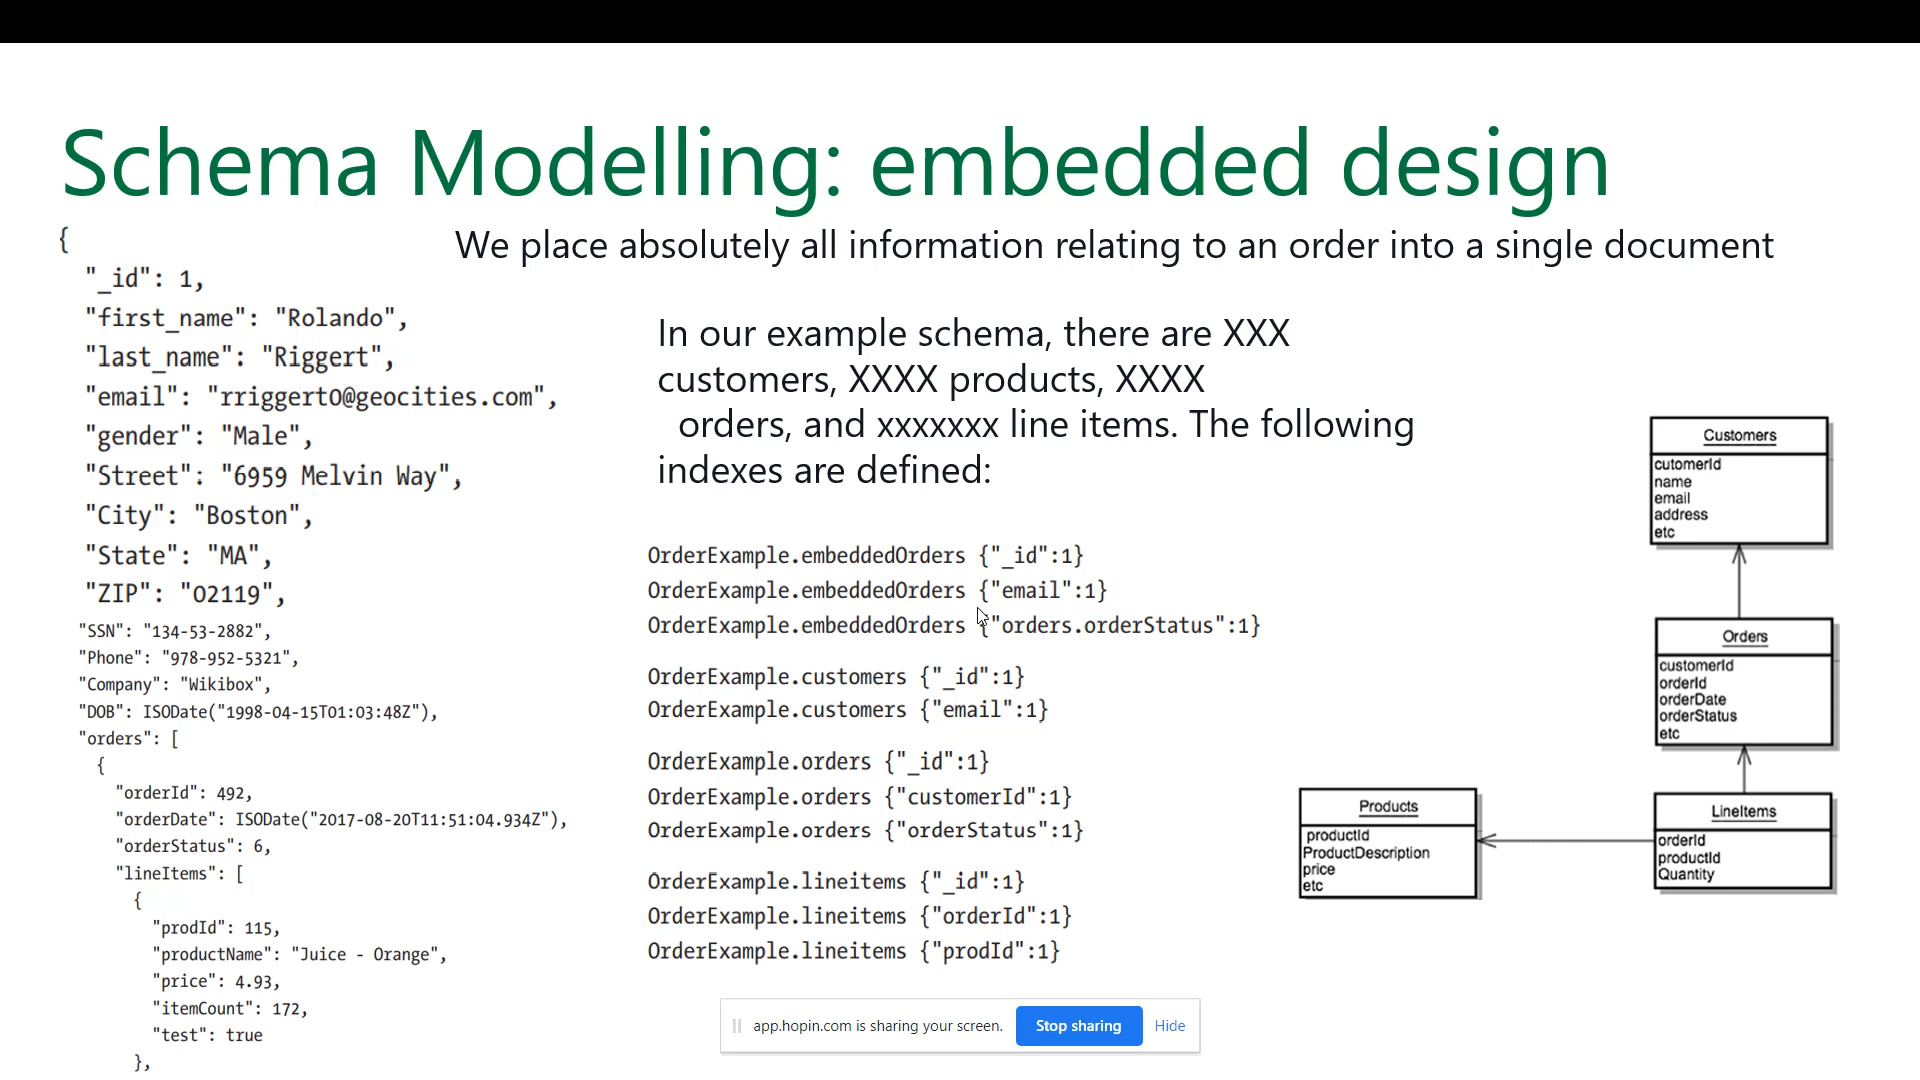 Schema Modelling: embedded design
We place absolutely all information relating to an order into a single document
{
"_id": 1,
"first_name": "Rolando",
"last_name": "Riggert",
"email": "rriggert0@geocities.com",
"gender": "Male",
"Street": "6959 Melvin Way",
"City": "Boston",
"State": "MA",
"ZIP": "02119",
"SSN": "134-53-2882",
"Phone": "978-952-5321",
"Company": "Wikibox",
"DOB": ISODate("1998-04-15T01:03:48Z"),
"orders": [
{
"orderId": 492,
"orderDate": ISODate("2017-08-20T11:51:04.934Z"),
"orderStatus": 6,
"lineItems": [
{
"prodId": 115,
"productName": "Juice - Orange",
"price": 4.93,
"itemCount": 172,
"test": true
},
In our example schema, there are XXX
customers, XXXX products, XXXX
orders, and xxxxxxx line items. The following
indexes are defined:
OrderExample.embeddedOrders {"_id":1}
OrderExample.embeddedOrders {"email":1}
OrderExample.embeddedOrders {"orders.orderStatus":1}
OrderExample.customers {"_id":1}
OrderExample.customers {"email":1}
OrderExample.orders {"_id":1}
OrderExample.orders {"customerId":1}
OrderExample.orders {"orderStatus":1}
OrderExample.lineitems {"_id":1}
OrderExample.lineitems {"orderId":1}
OrderExample.lineitems {"prodId":1}
Customers
cutomerId
name
email
address
etc
Orders
customerId
orderId
orderDate
orderStatus
etc
Products
productId
ProductDescription
price
etc
LineItems
orderId
productId
Quantity
app.hopin.com is sharing your screen.
Stop sharing
Hide